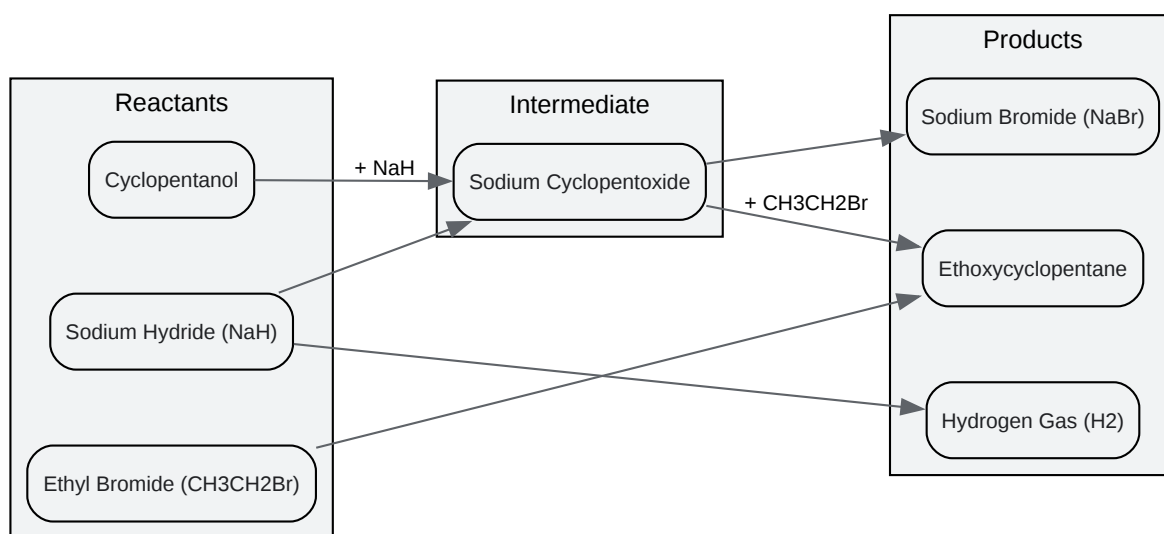 Reactants
Cyclopentanol
Sodium Hydride (NaH)
Ethyl Bromide (CH3CH2Br)
+ NaH
Intermediate
Sodium Cyclopentoxide
+ CH3CH2Br
Products
Sodium Bromide (NaBr)
Ethoxycyclopentane
Hydrogen Gas (H2)